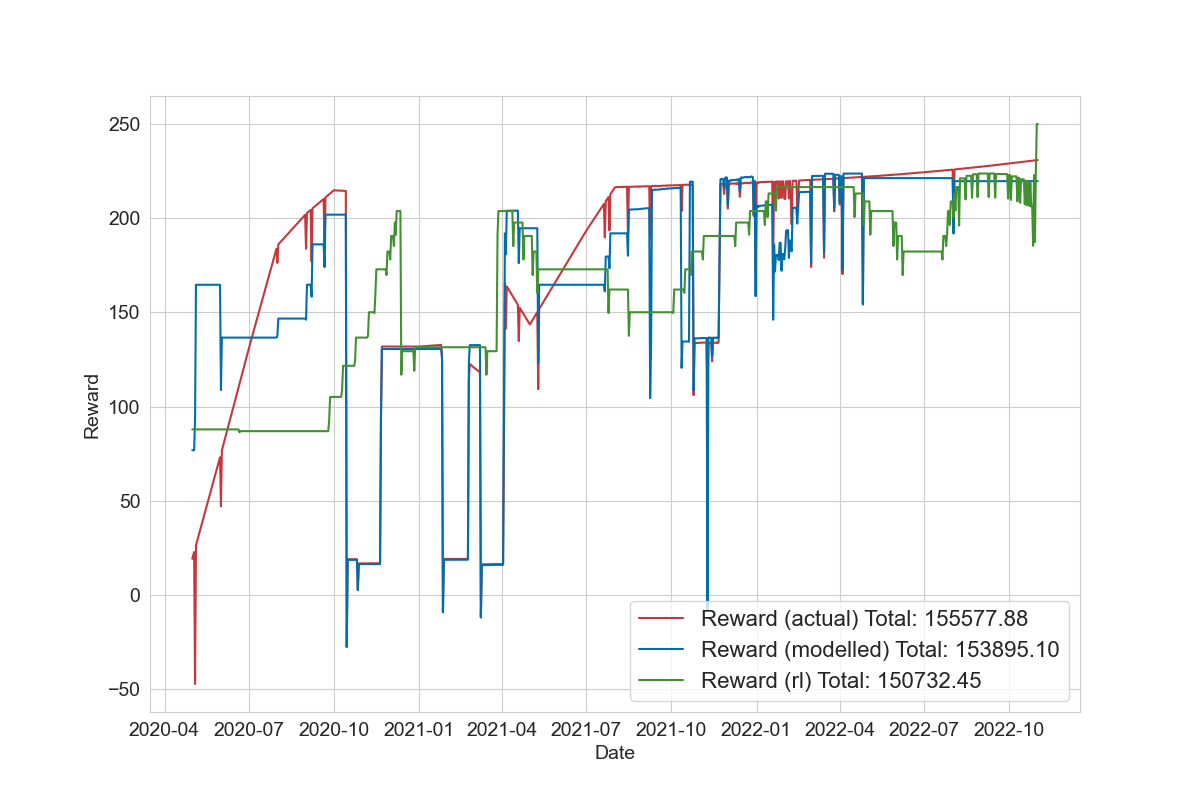 250
200
150
100
50
0
−50
Reward
2020-04 2020-07 2020-10 2021-01 2021-04 2021-07 2021-10 2022-01 2022-04 2022-07 2022-10
Date
Reward (actual) Total: 155577.88
Reward (modelled) Total: 153895.10
Reward (rl) Total: 150732.45